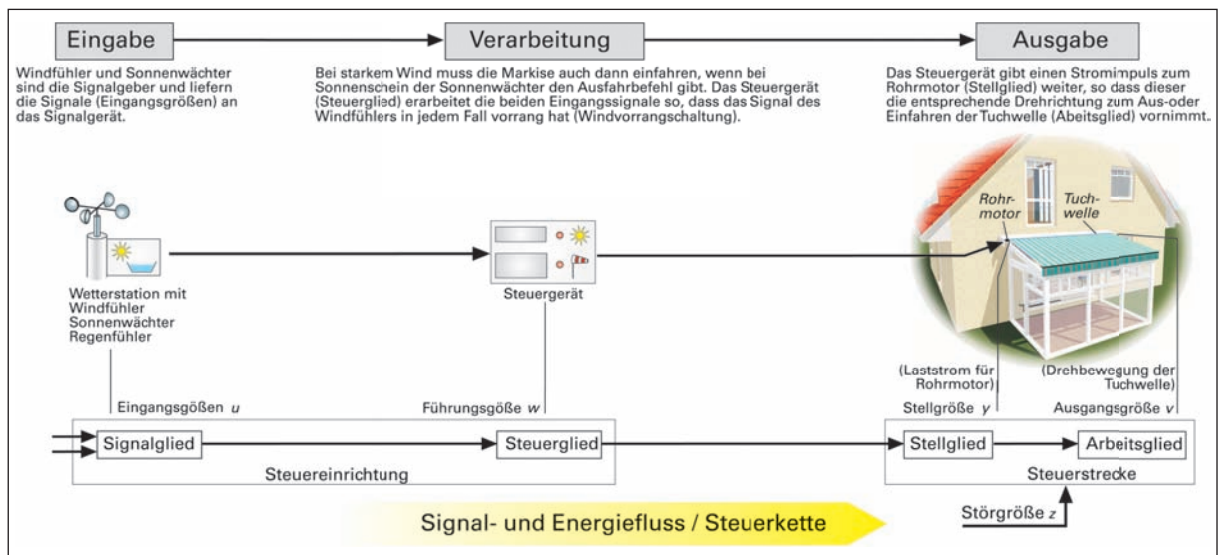 Eingabe
Verarbeitung
Ausgabe
Windfühler und Sonnenwächter
sind die Signalgeber und liefern
die Signale (Eingangsgrößen) an
das Signalgerät.
Bei starkem Wind muss die Markise auch dann einfahren, wenn bei
Sonnenschein der Sonnenwächter den Ausfahrbefehl gibt. Das Steuergerät
(Steuerglied) erarbeitet die beiden Eingangssignale so, dass das Signal des
Windfühlers in jedem Fall vorrang hat (Windvorrangschaltung).
Das Steuergerät gibt einen Stromimpuls zum
Rohrmotor (Stellglied) weiter, so dass dieser
die entsprechende Drehrichtung zum Aus-oder
Einfahren der Tuchwelle (Abeitsglied) vornimmt.
Rohr-
motor
Tuch-
welle
Wetterstation mit
Windfühler
Sonnenwächter
Regenfühler
Steuergerät
(Laststrom für
Rohrmotor)
(Drehbewegung der
Tuchwelle)
Eingangsgößen u
Führungsgöße w
Stellgröße y
Ausgangsgröße v
Signalglied
Steuerglied
Stellglied
Arbeitsglied
Steuereinrichtung
Steuerstrecke
Störgröße z
Signal- und Energiefluss / Steuerkette